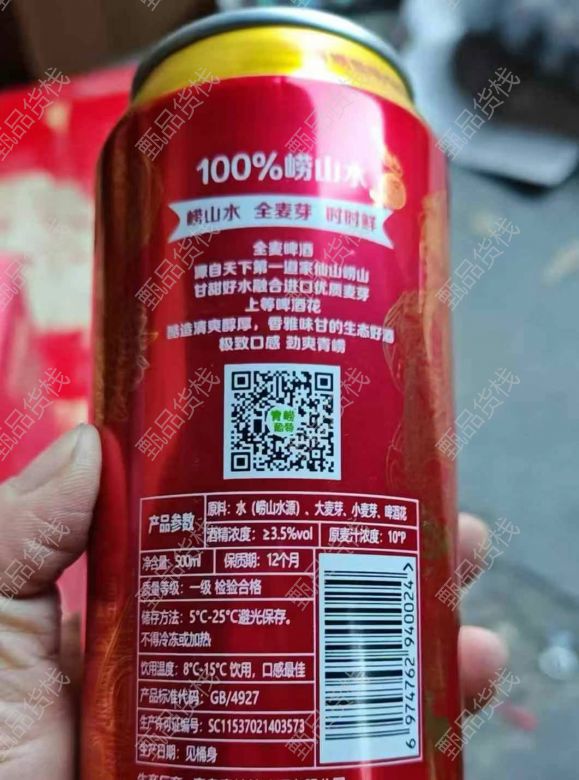 100%崂山水
崂山水 全麦芽 时时鲜
全麦啤酒
源自天下第一道家仙山崂山
甘甜好水融合进口优质麦芽
上等啤酒花
酿造清爽醇厚，香雅味甘的生态好酒
极致口感 劲爽青崂
青崂
产品参数
原料：水（崂山水源）、大麦芽、小麦芽、啤酒花
酒精浓度：≥3.5%vol
原麦汁浓度：10°P
净含量：500ml
保质期：12个月
质量等级：一级 检验合格
储存方法：5°C-25°C避光保存。
不得冷冻或加热
饮用温度：8°C-15°C 饮用，口感最佳
产品标准代码：GB/4927
生产许可证编号：SC11537021403573
生产日期：见桶身
6 974762 940024 >
甄品货栈